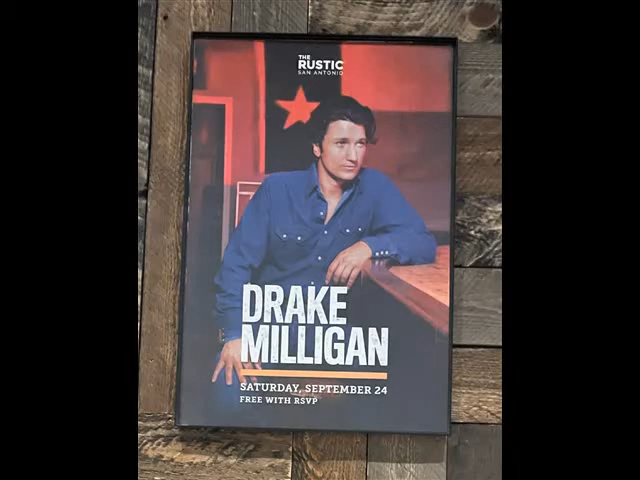 THE
RUSTIC
SAN ANTONIO
DRAKE
MILLIGAN
SATURDAY, SEPTEMBER 24
FREE WITH RSVP